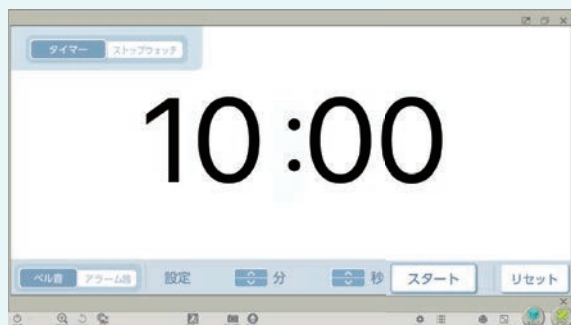 タイマー ストップウォッチ
10:00
ベル音 アラーム音 設定 分 秒 スタート リセット